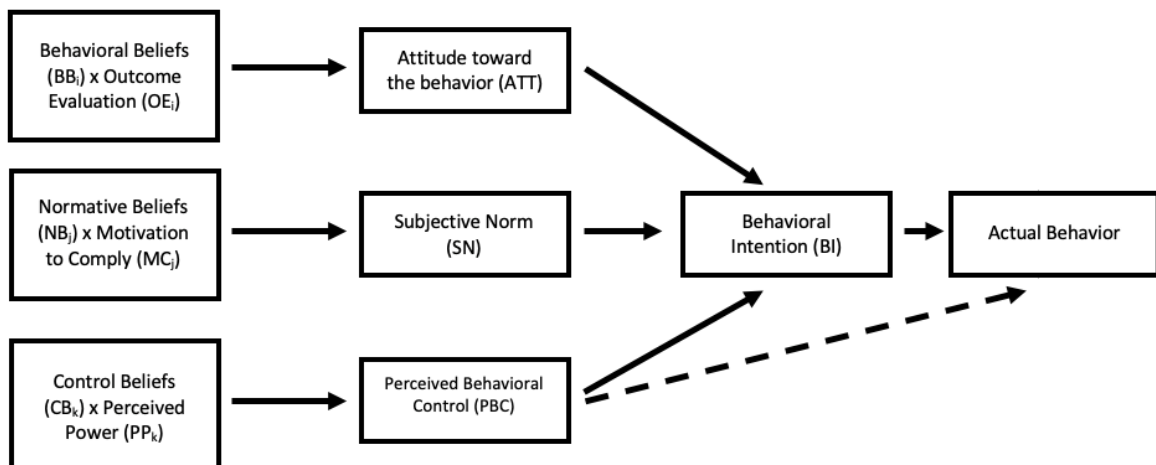 Behavioral Beliefs
(BBᵢ) x Outcome
Evaluation (OEᵢ)
Attitude toward
the behavior (ATT)
Normative Beliefs
(NBⱼ) x Motivation
to Comply (MCⱼ)
Subjective Norm
(SN)
Behavioral
Intention (BI)
Actual Behavior
Control Beliefs
(CBₖ) x Perceived
Power (PPₖ)
Perceived Behavioral
Control (PBC)